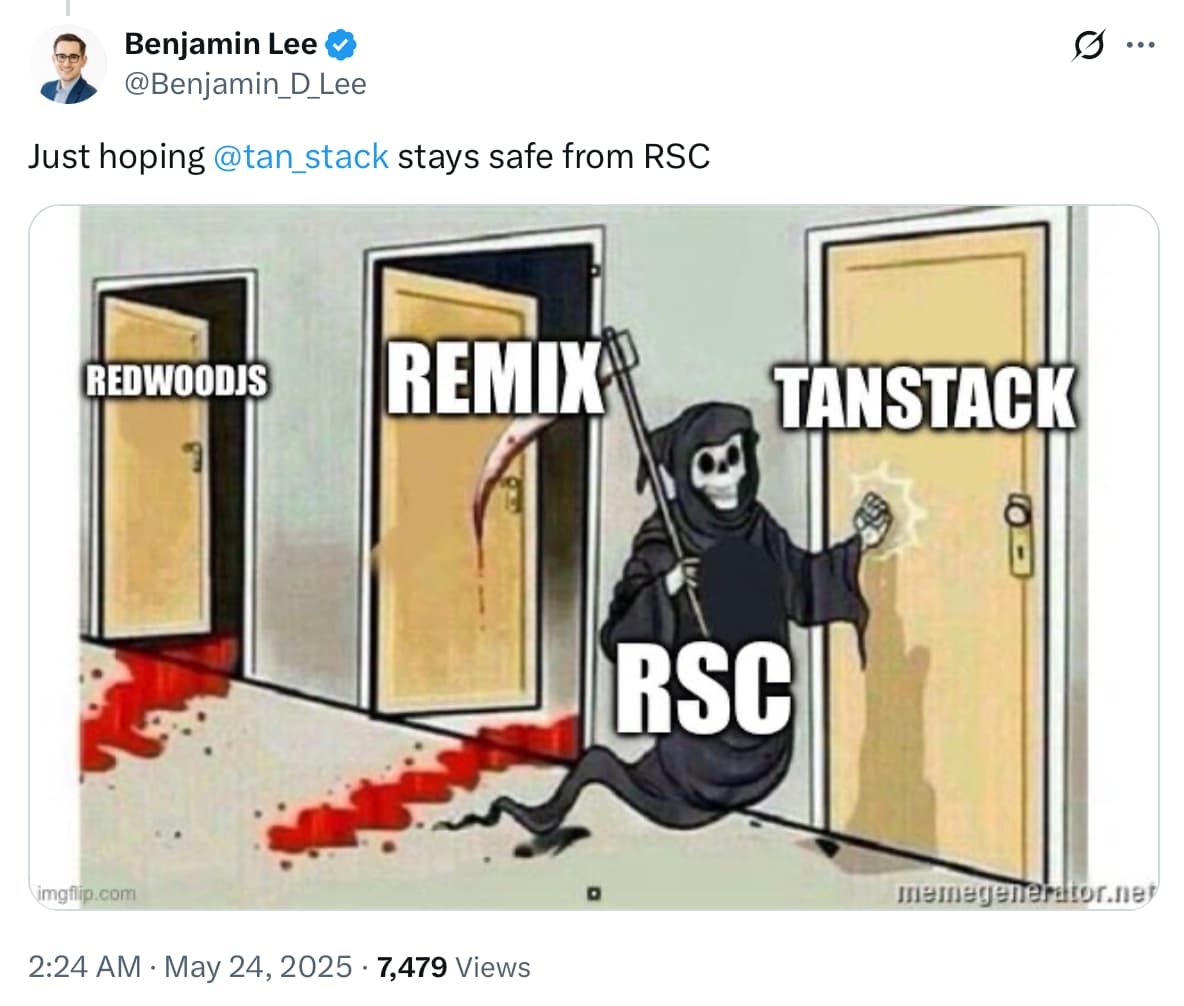 Benjamin Lee
@Benjamin_D_Lee
Just hoping @tan_stack stays safe from RSC
REDWOODJS
REMIX
TANSTACK
RSC
imgflip.com
memegenerator.net
2:24 AM · May 24, 2025 · 7,479 Views